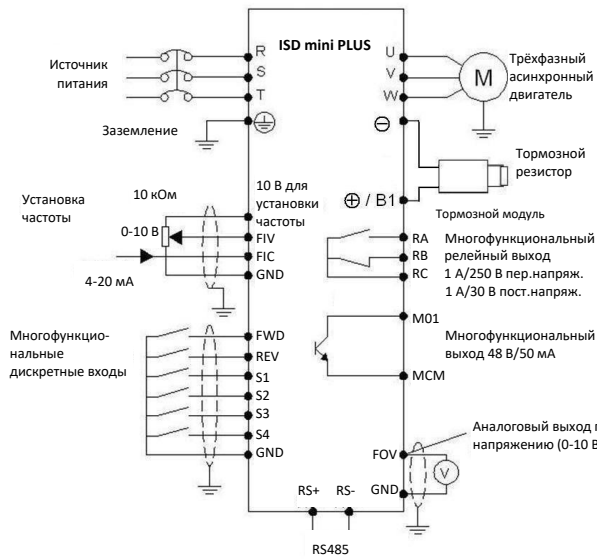 ISD mini PLUS
Источник
питания
R
S
T
Заземление
U
V
W
M
Трёхфазный
асинхронный
двигатель
⊖
⊕ / B1
Тормозной
резистор
Тормозной модуль
Установка
частоты
10 кОм
0-10 В
4-20 мА
10 В для
установки
частоты
FIV
FIC
GND
RA
RB
RC
Многофункциональный
релейный выход
1 А/250 В пер.напряж.
1 А/30 В пост.напряж.
Многофункцио-
нальные
дискретные входы
FWD
REV
S1
S2
S3
S4
GND
M01
MCM
Многофункциональный
выход 48 В/50 мА
FOV
GND
V
Аналоговый выход п
напряжению (0-10 В
RS+ RS-
RS485